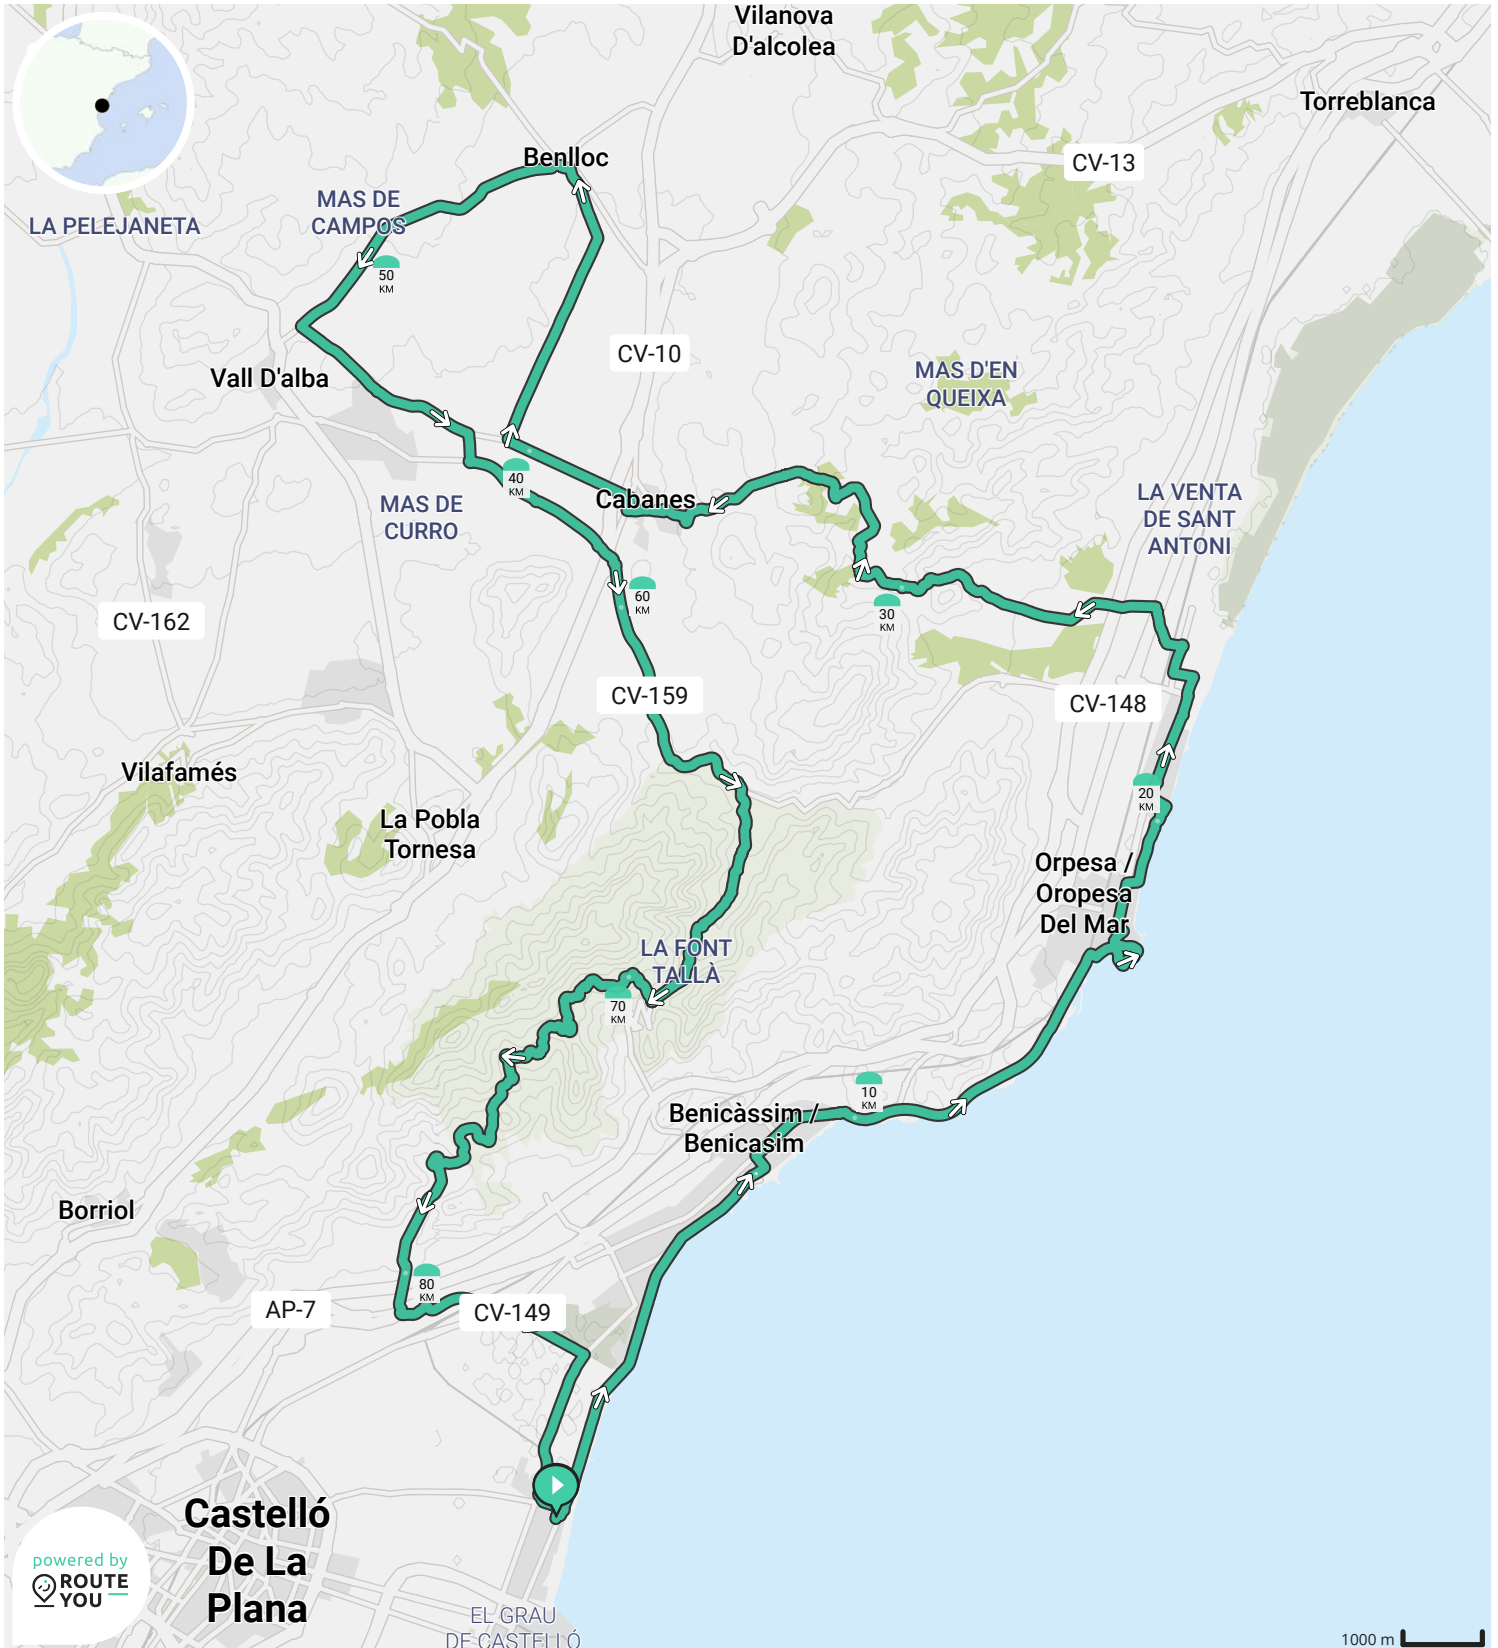 Vilanova
D'alcolea
Torreblanca
Benlloc
CV-13
MAS DE
CAMPOS
LA PELEJANETA
50
KM
CV-10
Vall D'alba
MAS D'EN
QUEIXA
40
KM
Cabanes
MAS DE
CURRO
LA VENTA
DE SANT
ANTONI
60
KM
30
KM
CV-162
CV-159
CV-148
Vilafamés
20
KM
La Pobla
Tornesa
Orpesa /
Oropesa
Del Mar
LA FONT
TALLÀ
70
KM
10
KM
Benicàssim /
Benicasim
Borriol
80
KM
AP-7
CV-149
Castelló
De La
Plana
powered by
ROUTE
YOU
EL GRAU
DE CASTELLÓ
1000 m